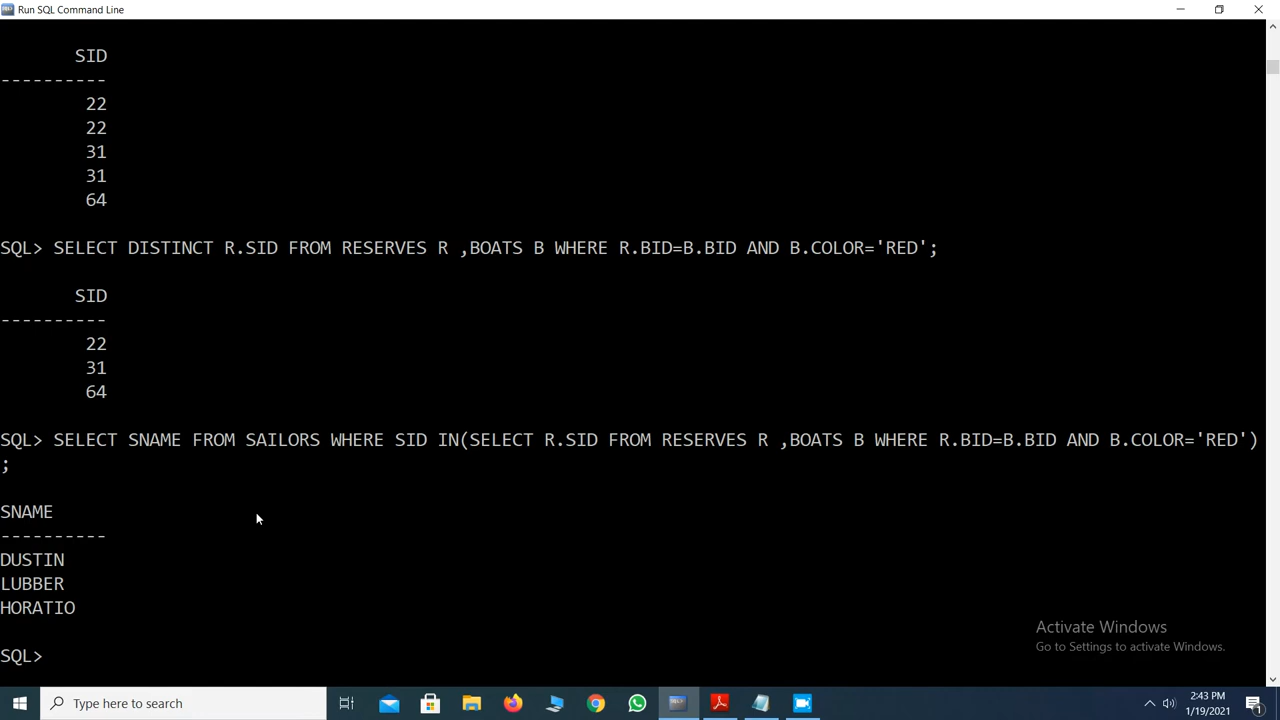 Run SQL Command Line
SID
----------
22
22
31
31
64
SQL> SELECT DISTINCT R.SID FROM RESERVES R ,BOATS B WHERE R.BID=B.BID AND B.COLOR='RED';
SID
----------
22
31
64
SQL> SELECT SNAME FROM SAILORS WHERE SID IN(SELECT R.SID FROM RESERVES R ,BOATS B WHERE R.BID=B.BID AND B.COLOR='RED')
;
SNAME
----------
DUSTIN
LUBBER
HORATIO
SQL>
Activate Windows
Go to Settings to activate Windows.
Type here to search
2:43 PM
1/19/2021
1